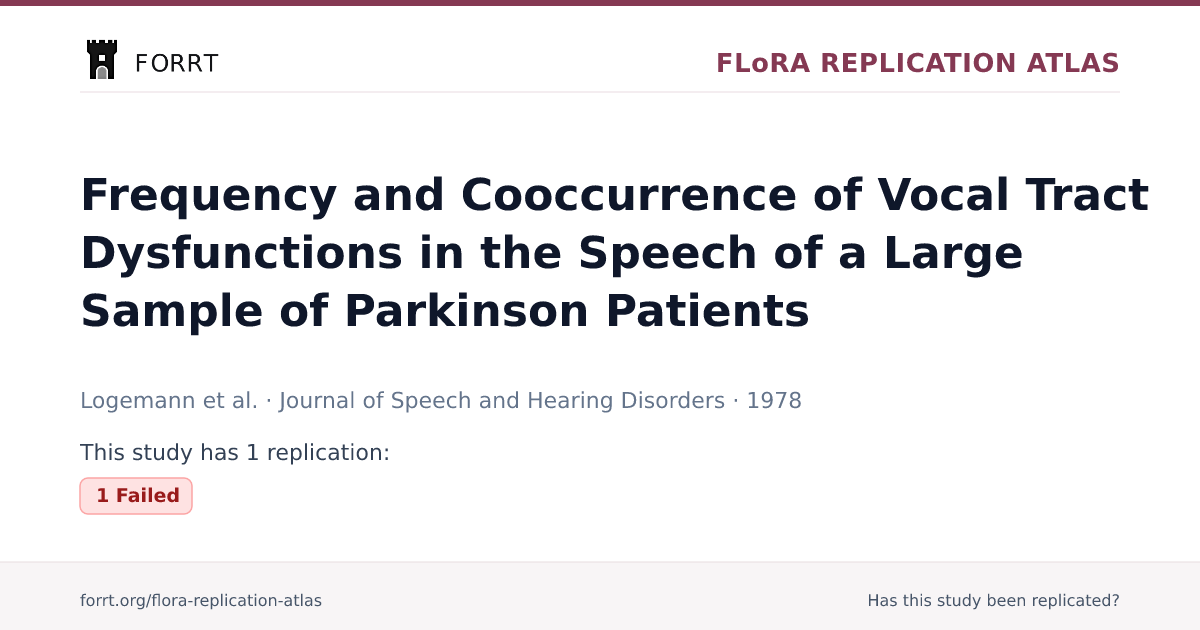 FORRT
FLoRA REPLICATION ATLAS
Frequency and Cooccurrence of Vocal Tract
Dysfunctions in the Speech of a Large
Sample of Parkinson Patients
Logemann et al. · Journal of Speech and Hearing Disorders · 1978
This study has 1 replication:
1 Failed
forrt.org/flora-replication-atlas
Has this study been replicated?